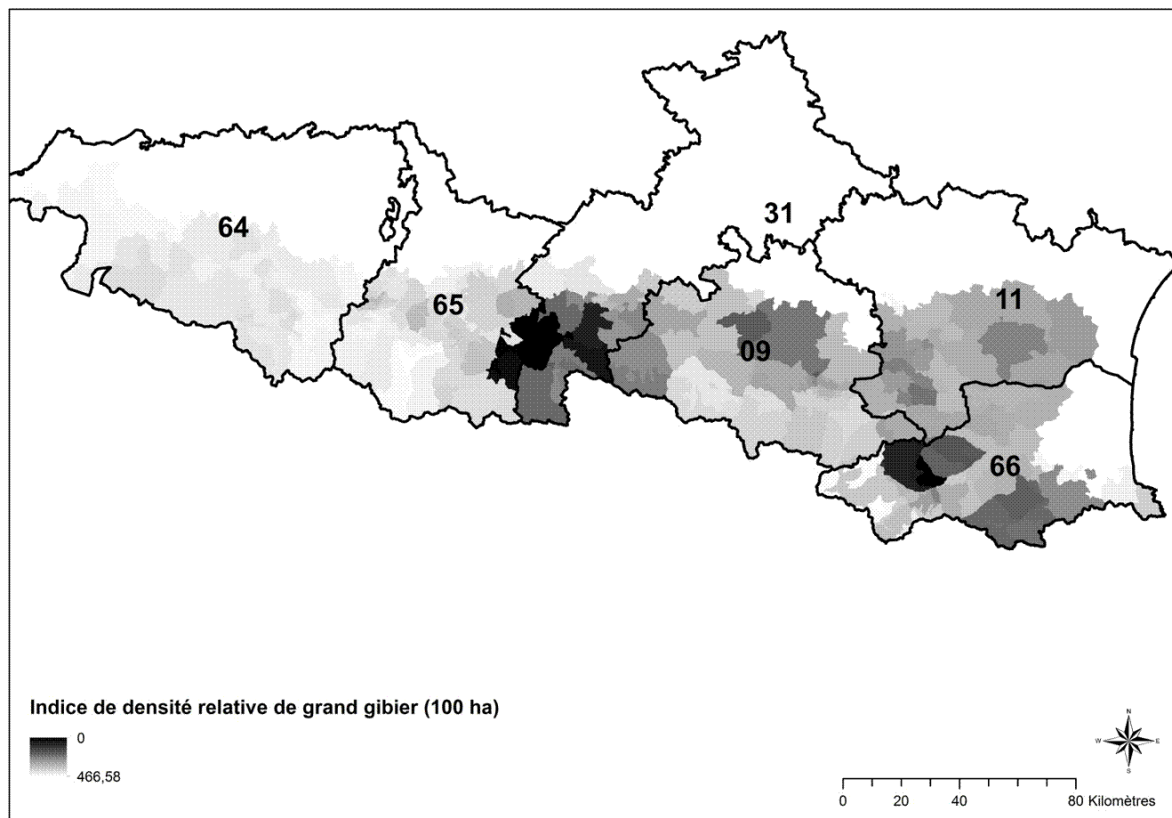 31
64
11
65
09
66
Indice de densité relative de grand gibier (100 ha)
0
466,58
N
W E
S
0 20 40 80 Kilomètres